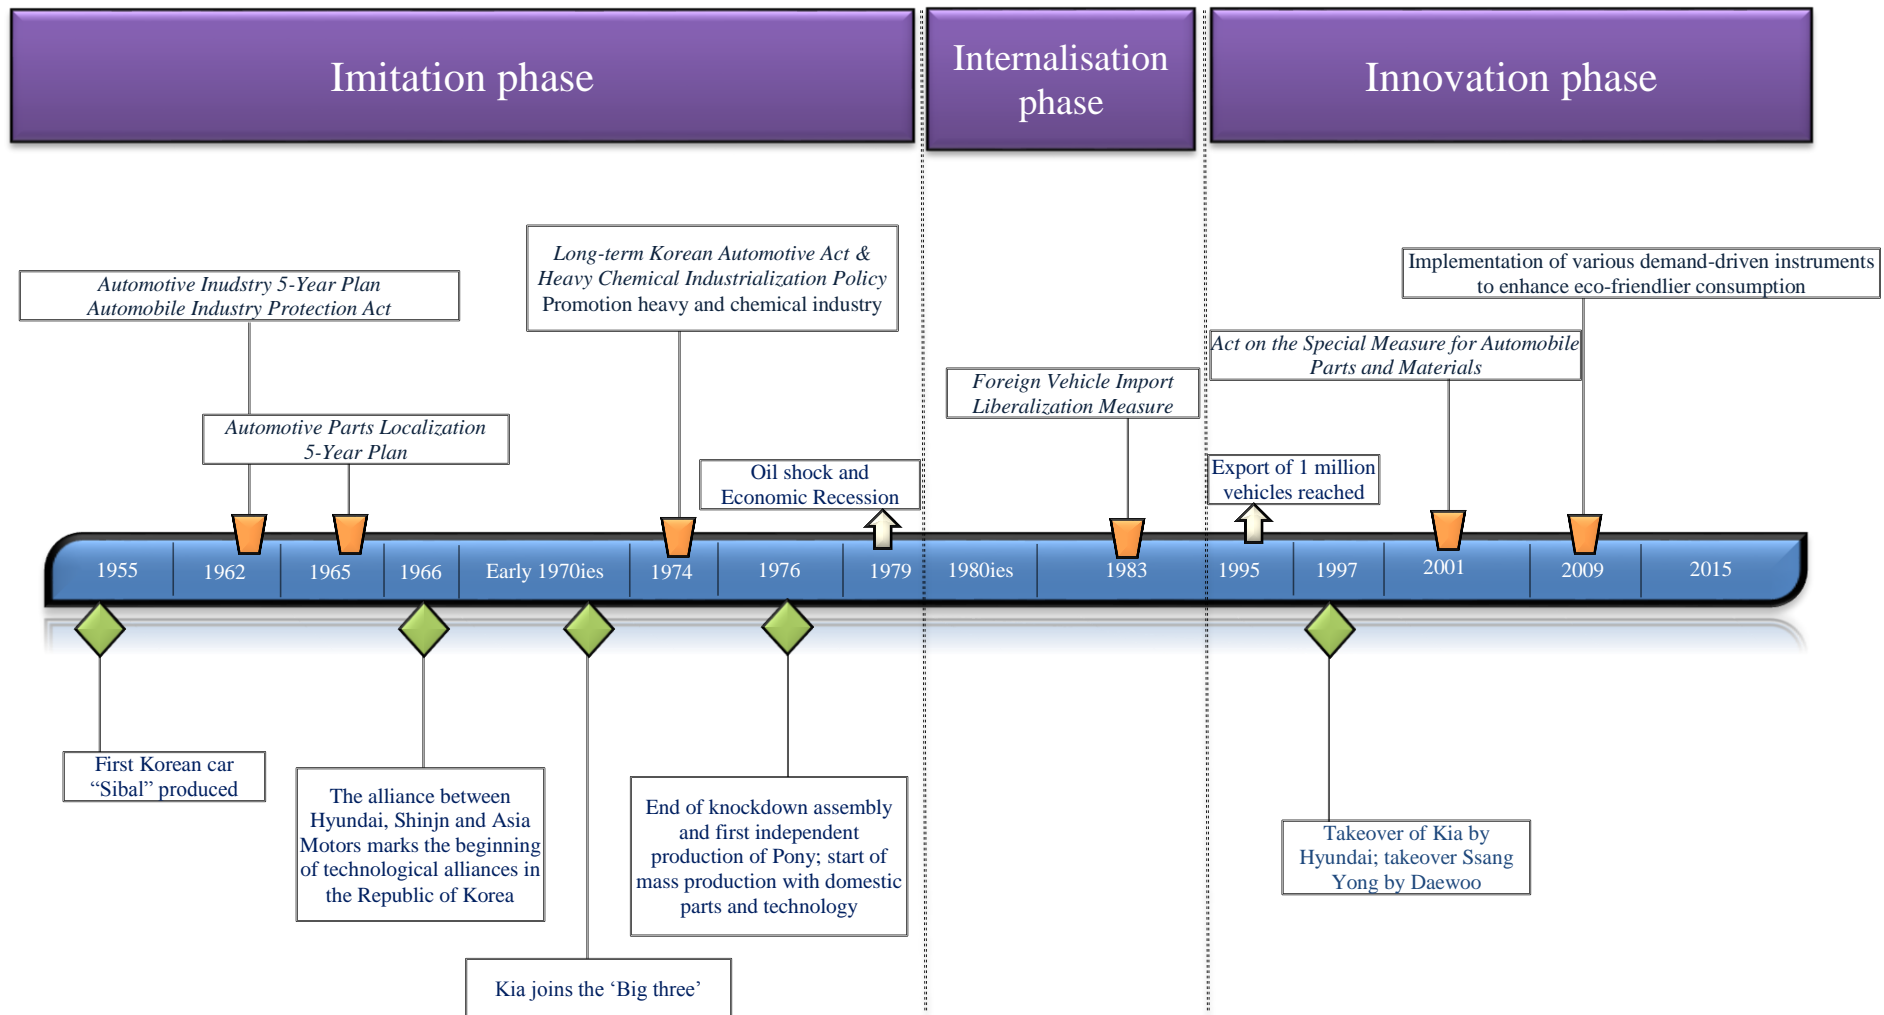 Imitation phase
Internalisation
phase
Innovation phase
Automotive Inudstry 5-Year Plan
Automobile Industry Protection Act
Automotive Parts Localization
5-Year Plan
Long-term Korean Automotive Act &
Heavy Chemical Industrialization Policy
Promotion heavy and chemical industry
Oil shock and
Economic Recession
Foreign Vehicle Import
Liberalization Measure
Implementation of various demand-driven instruments
to enhance eco-friendlier consumption
Act on the Special Measure for Automobile
Parts and Materials
Export of 1 million
vehicles reached
1955
1962
1965
1966
Early 1970ies
1974
1976
1979
1980ies
1983
1995
1997
2001
2009
2015
First Korean car
“Sibal” produced
The alliance between
Hyundai, Shinjn and Asia
Motors marks the beginning
of technological alliances in
the Republic of Korea
Kia joins the ‘Big three’
End of knockdown assembly
and first independent
production of Pony; start of
mass production with domestic
parts and technology
Takeover of Kia by
Hyundai; takeover Ssang
Yong by Daewoo